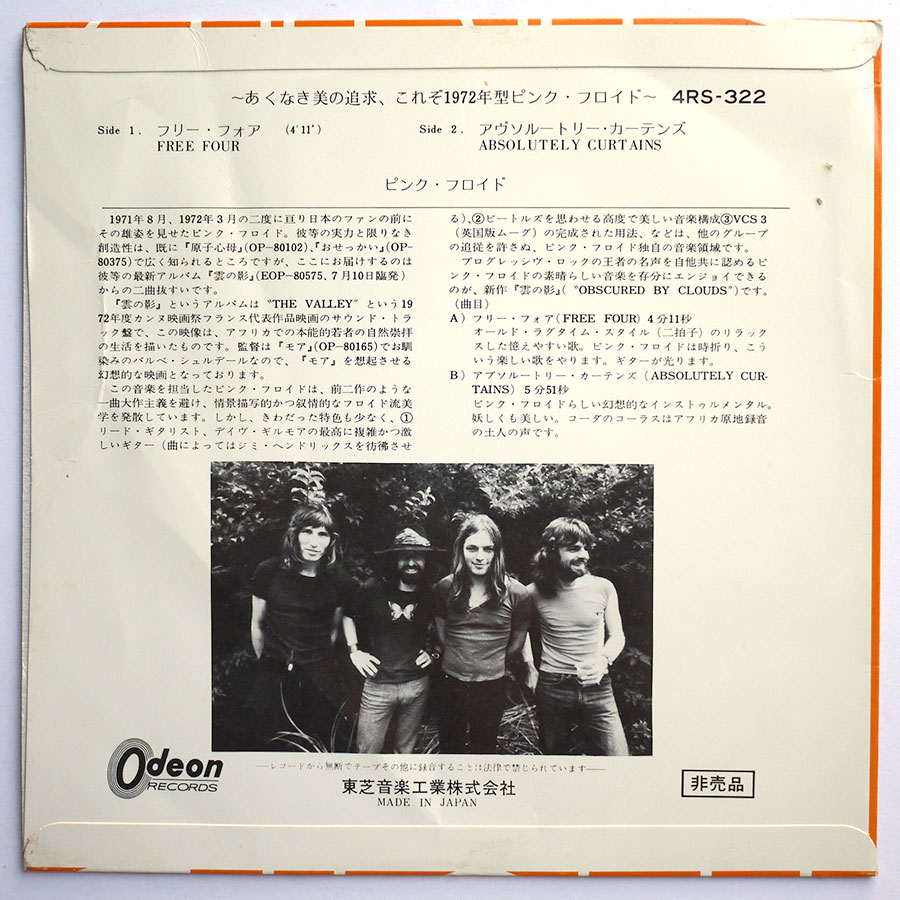 〜あくなき美の追求、これぞ1972年型ピンク・フロイド〜 4RS-322
Side 1. フリー・フォア (4′11″)
FREE FOUR
Side 2. アヴソルートリー・カーテンズ
ABSOLUTELY CURTAINS
ピンク・フロイド
1971年8月、1972年3月の二度に亘り日本のファンの前に
その雄姿を見せたピンク・フロイド。彼等の実力と限りなき
創造性は、既に『原子心母』(OP-80102)、『おせっかい』(OP-
80375)で広く知られるところですが、ここにお届けするのは
彼等の最新アルバム『雲の影』(EOP-80575、7月10日臨発)
からの二曲抜すいです。
『雲の影』というアルバムは〝THE VALLEY〟という19
72年度カンヌ映画祭フランス代表作品映画のサウンド・トラ
ック盤で、この映像は、アフリカでの本能的若者の自然崇拝
の生活を描いたものです。監督は『モア』(OP-80165)でお馴
染みのバルベ・シュルデールなので、『モア』を想起させる
幻想的な映画となっております。
この音楽を担当したピンク・フロイドは、前二作のような
一曲大作主義を避け、情景描写的かつ叙情的なフロイド流美
学を発散しています。しかし、きわだった特色も少なく、①
リード・ギタリスト、デイヴ・ギルモアの最高に複雑かつ激
しいギター（曲によってはジミ・ヘンドリックスを彷彿させ
る）、②ビートルズを思わせる高度で美しい音楽構成③VCS3
（英国版ムーグ）の完成された用法、などは、他のグループ
の追従を許さぬ、ピンク・フロイド独自の音楽領域です。
プログレッシヴ・ロックの王者の名声を自他共に認めるピ
ンク・フロイドの素晴らしい音楽を存分にエンジョイできる
のが、新作『雲の影』(〝OBSCURED BY CLOUDS〟)です。
（曲目）
A）フリー・フォア(FREE FOUR) 4分11秒
オールド・ラグタイム・スタイル（二拍子）のリラック
スした憶えやすい歌。ピンク・フロイドは時折り、こう
いう楽しい歌をやります。ギターが光ります。
B）アブソルートリー・カーテンズ(ABSOLUTELY CUR-
TAINS) 5分51秒
ピンク・フロイドらしい幻想的なインストゥルメンタル。
妖しくも美しい。コーダのコーラスはアフリカ原地録音
の土人の声です。
―レコードから無断でテープその他に録音することは法律で禁じられています―
Odeon
RECORDS
東芝音楽工業株式会社
MADE IN JAPAN
非売品